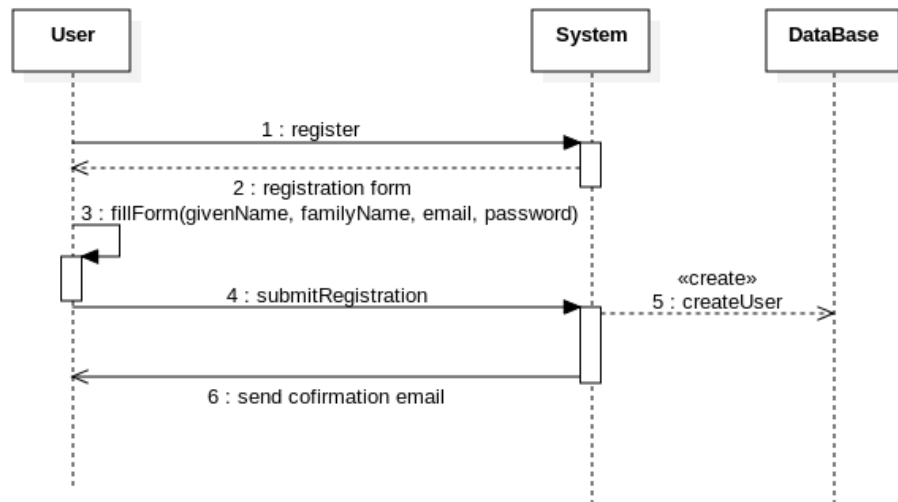 User
System
DataBase
1 : register
2 : registration form
3 : fillForm(givenName, familyName, email, password)
4 : submitRegistration
«create»
5 : createUser
6 : send cofirmation email